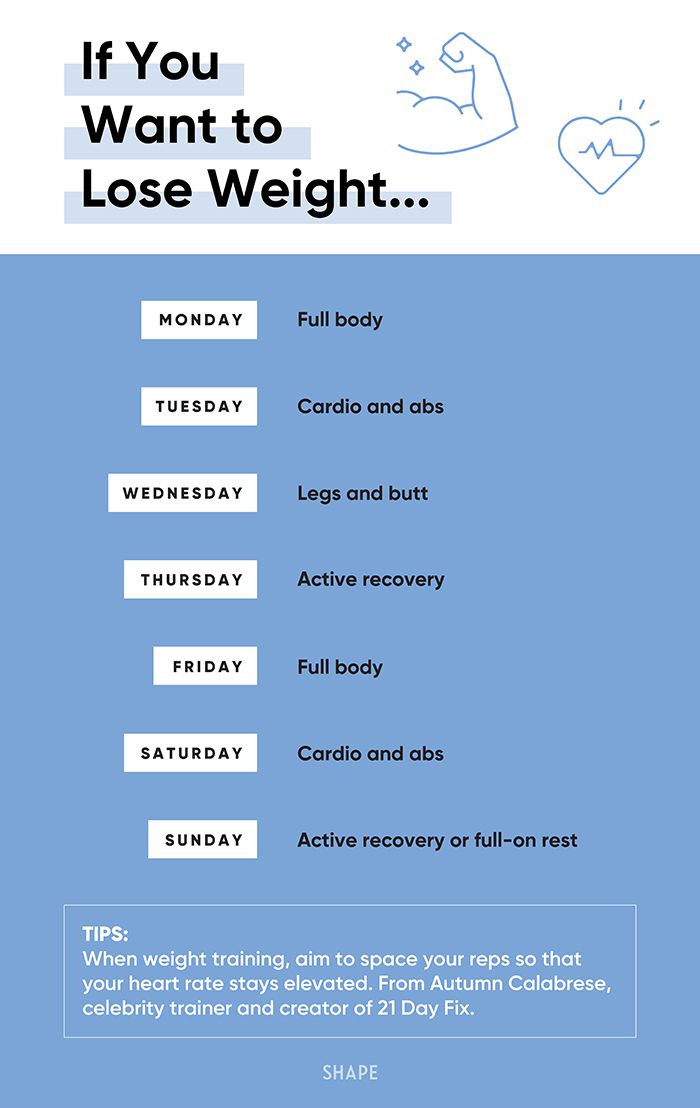 If You
Want to
Lose Weight...
MONDAY Full body
TUESDAY Cardio and abs
WEDNESDAY Legs and butt
THURSDAY Active recovery
FRIDAY Full body
SATURDAY Cardio and abs
SUNDAY Active recovery or full-on rest
TIPS:
When weight training, aim to space your reps so that
your heart rate stays elevated. From Autumn Calabrese,
celebrity trainer and creator of 21 Day Fix.
SHAPE